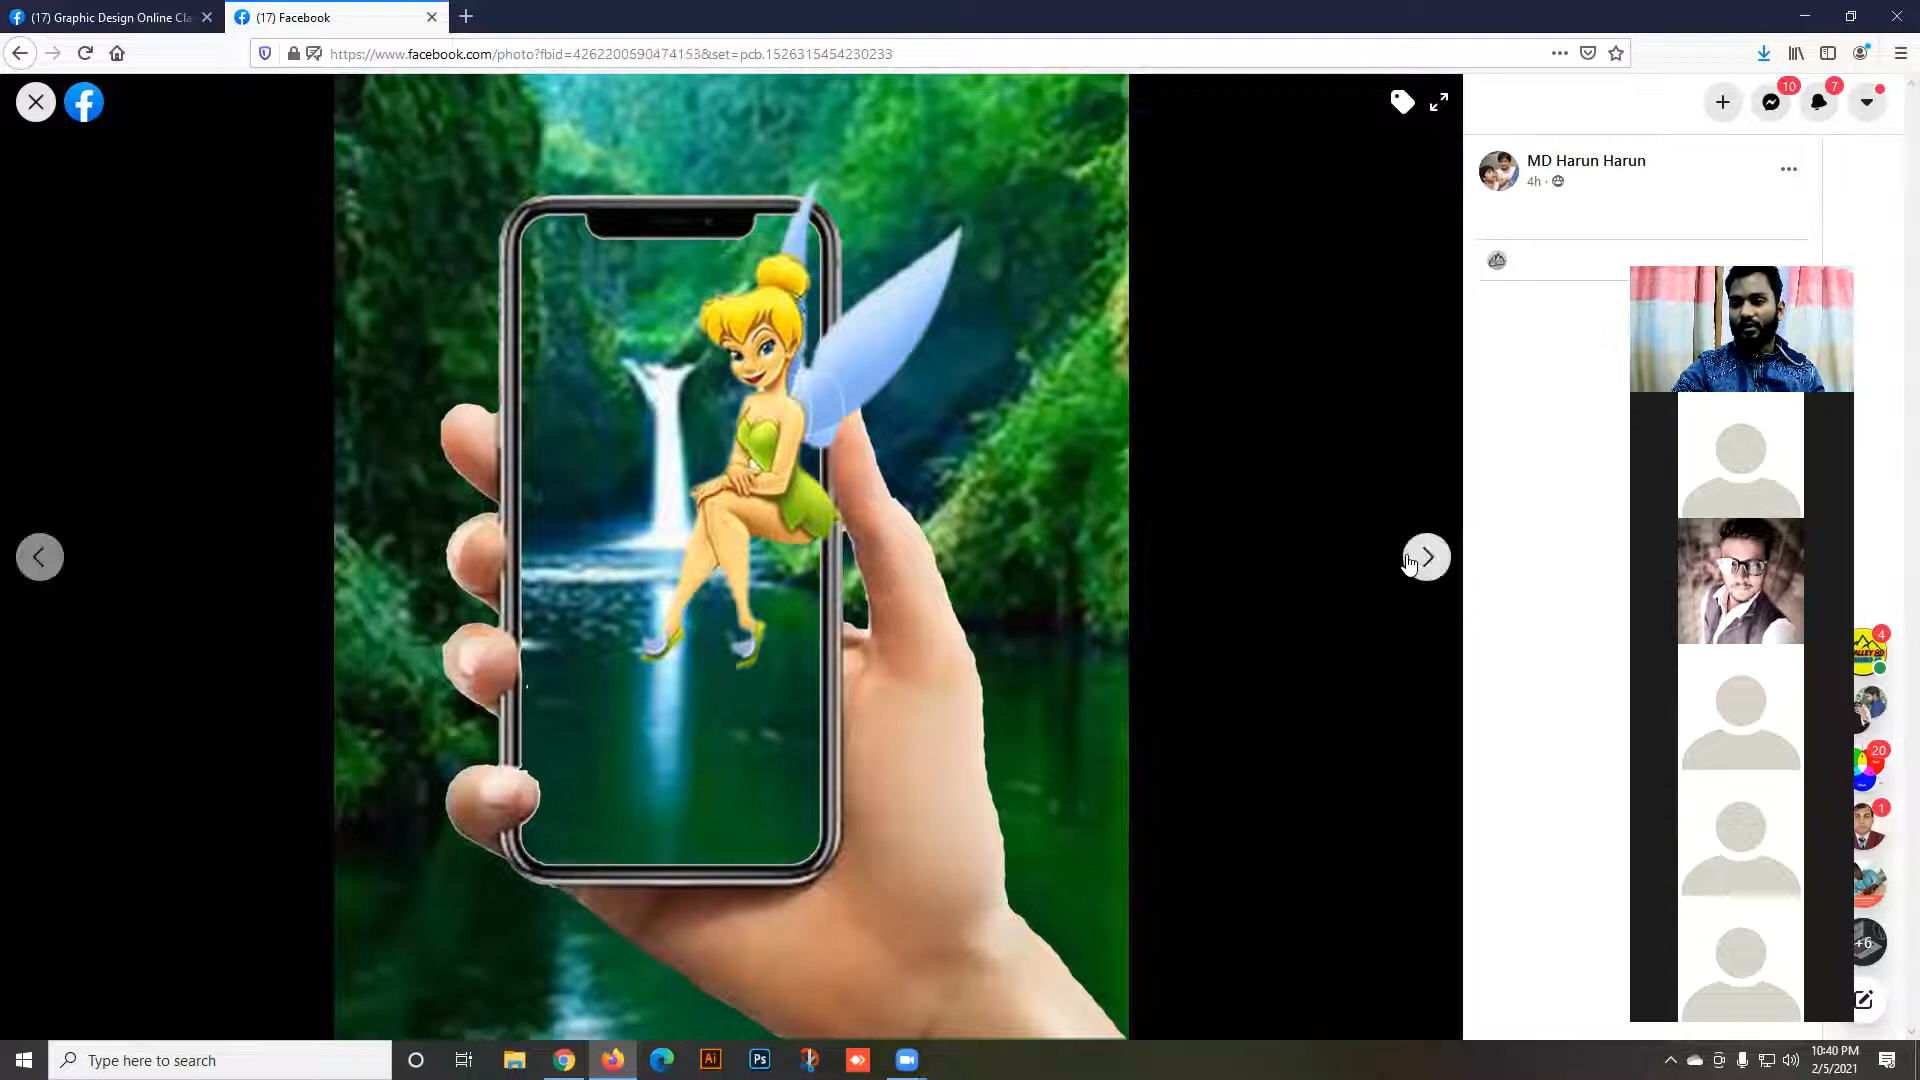 (17) Graphic Design Online Cla
(17) Facebook
https://www.facebook.com/photo?fbid=4262200590474153&set=pcb.1526315454230233
10
7
MD Harun Harun
4h ·
4
ALLEY BD
20
1
+6
Type here to search
Ai
Ps
10:40 PM
2/5/2021